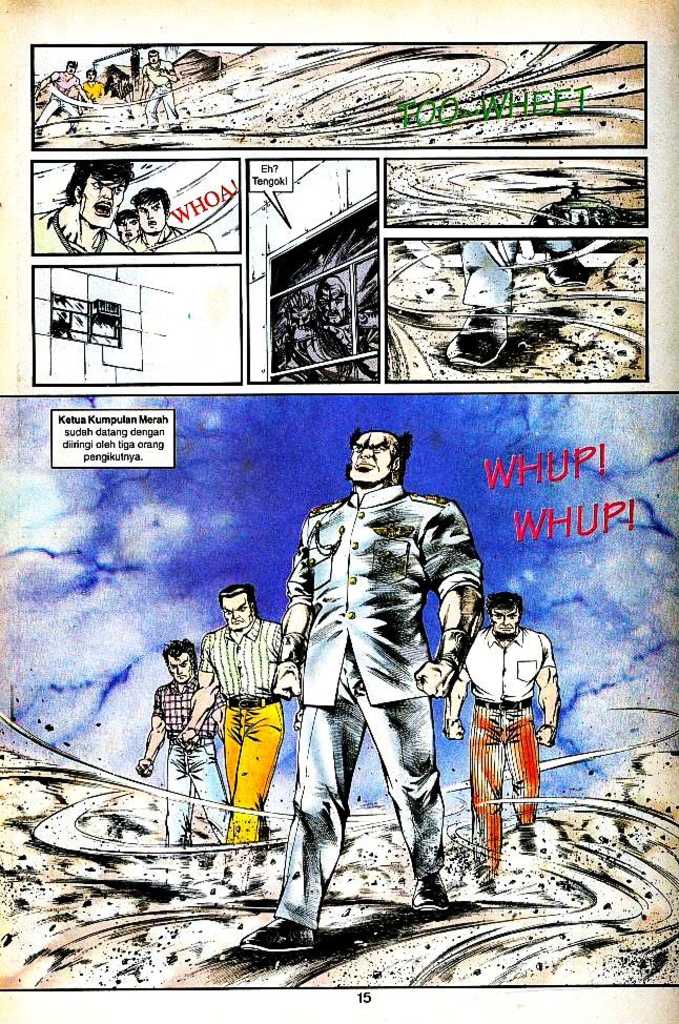 TOO-WHEET
WHOA!
Eh?
Tengok!
Ketua Kumpulan Merah
sudah datang dengan
diiringi oleh tiga orang
pengikutnya.
WHUP!
WHUP!
15